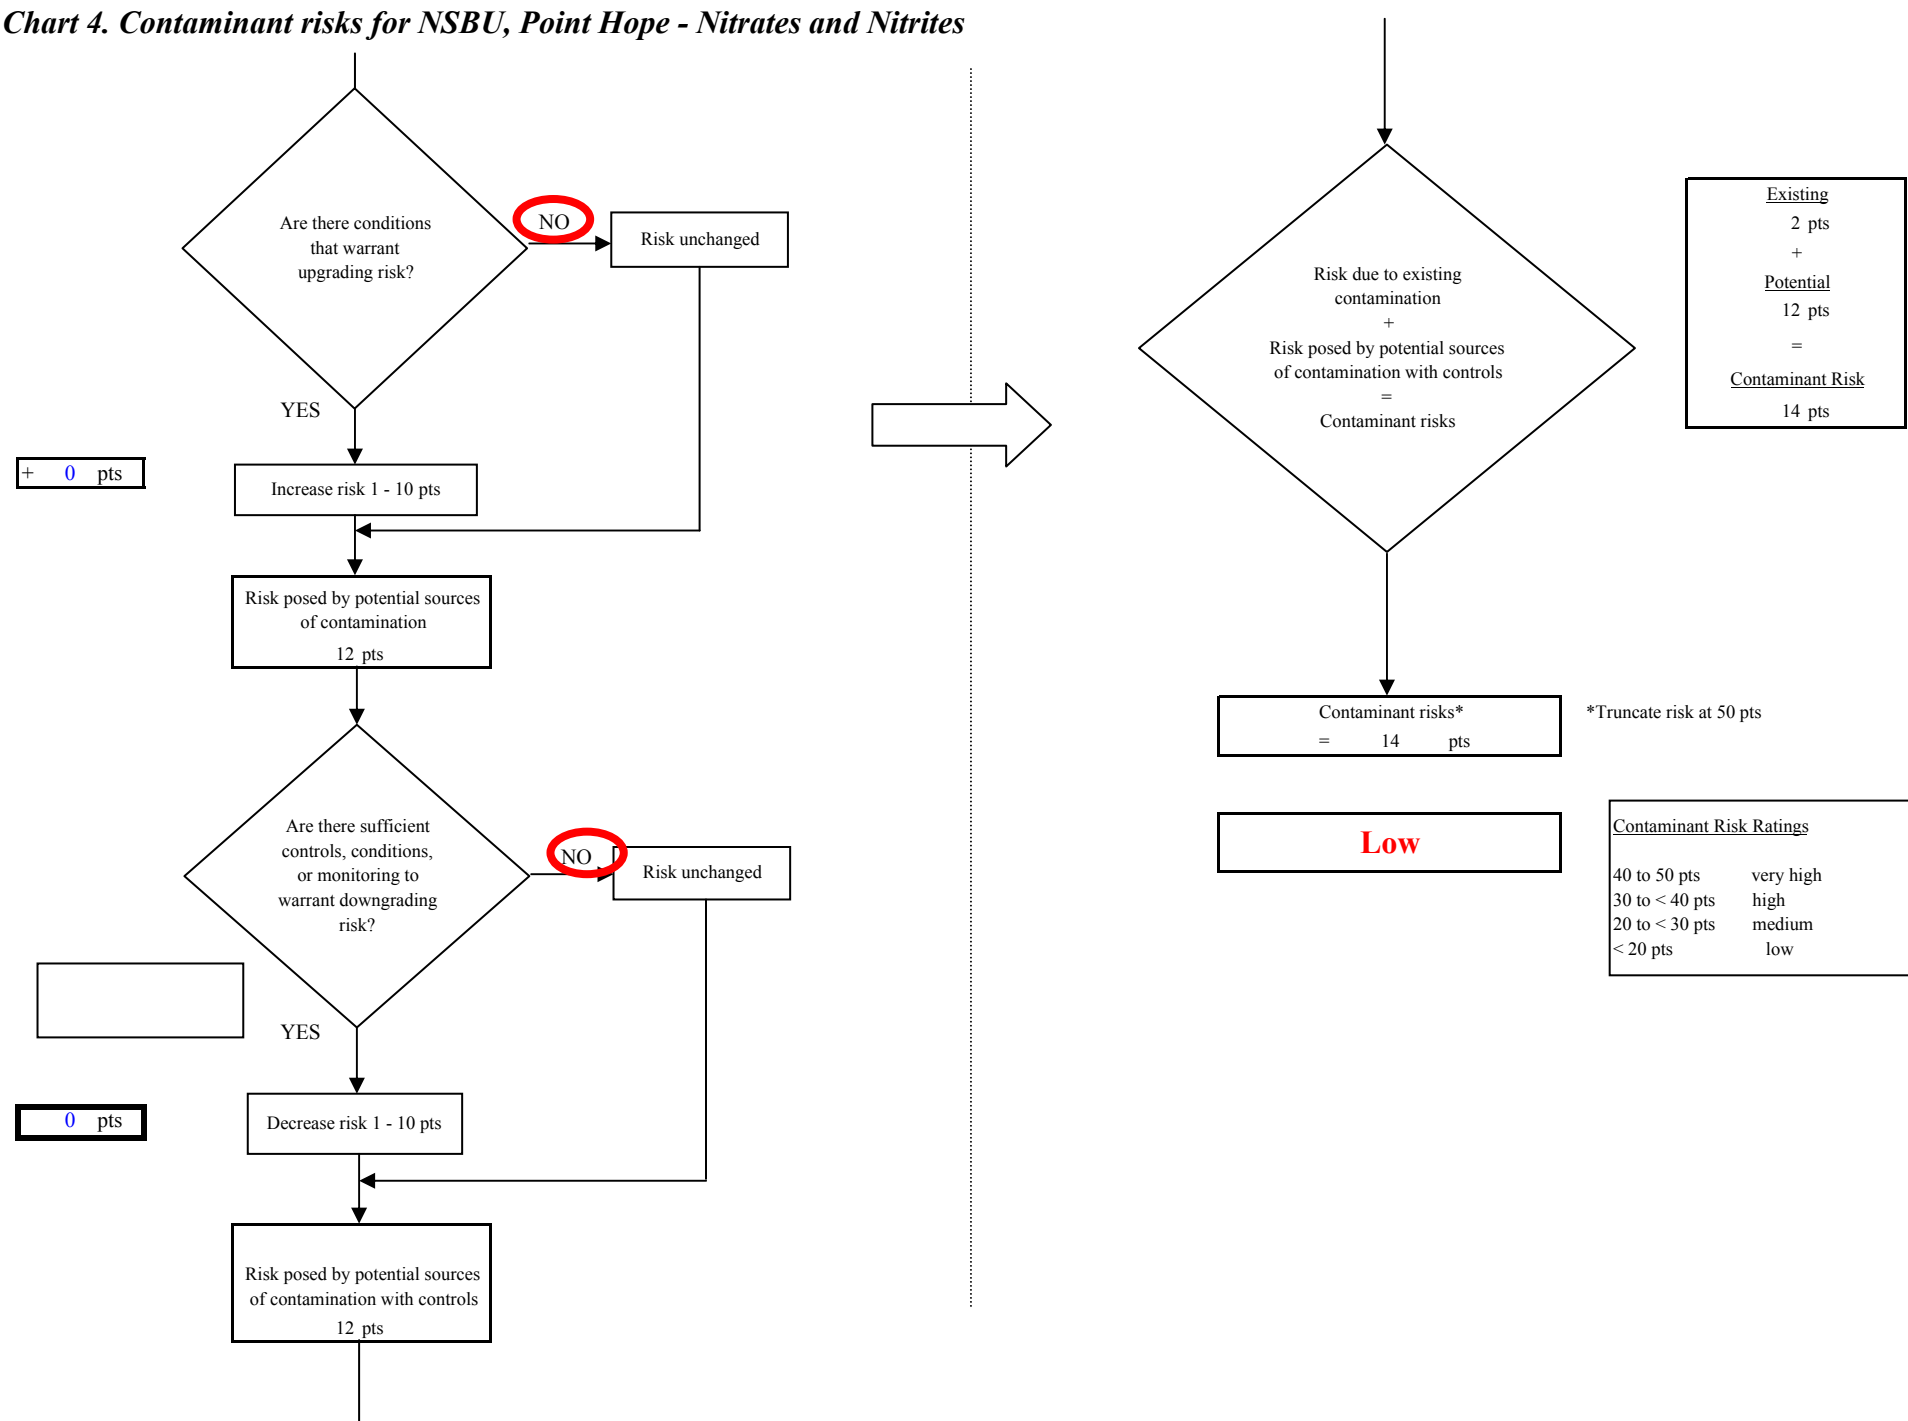 Chart 4. Contaminant risks for NSBU, Point Hope - Nitrates and Nitrites
Are there conditions
that warrant
upgrading risk?
NO
Risk unchanged
YES
+ 0 pts
Increase risk 1 - 10 pts
Risk posed by potential sources
of contamination
12 pts
Are there sufficient
controls, conditions,
or monitoring to
warrant downgrading
risk?
NO
Risk unchanged
YES
0 pts
Decrease risk 1 - 10 pts
Risk posed by potential sources
of contamination with controls
12 pts
Risk due to existing
contamination
+
Risk posed by potential sources
of contamination with controls
=
Contaminant risks
Existing
2 pts
+
Potential
12 pts
=
Contaminant Risk
14 pts
Contaminant risks*
= 14 pts
*Truncate risk at 50 pts
Low
Contaminant Risk Ratings
40 to 50 pts very high
30 to < 40 pts high
20 to < 30 pts medium
< 20 pts low